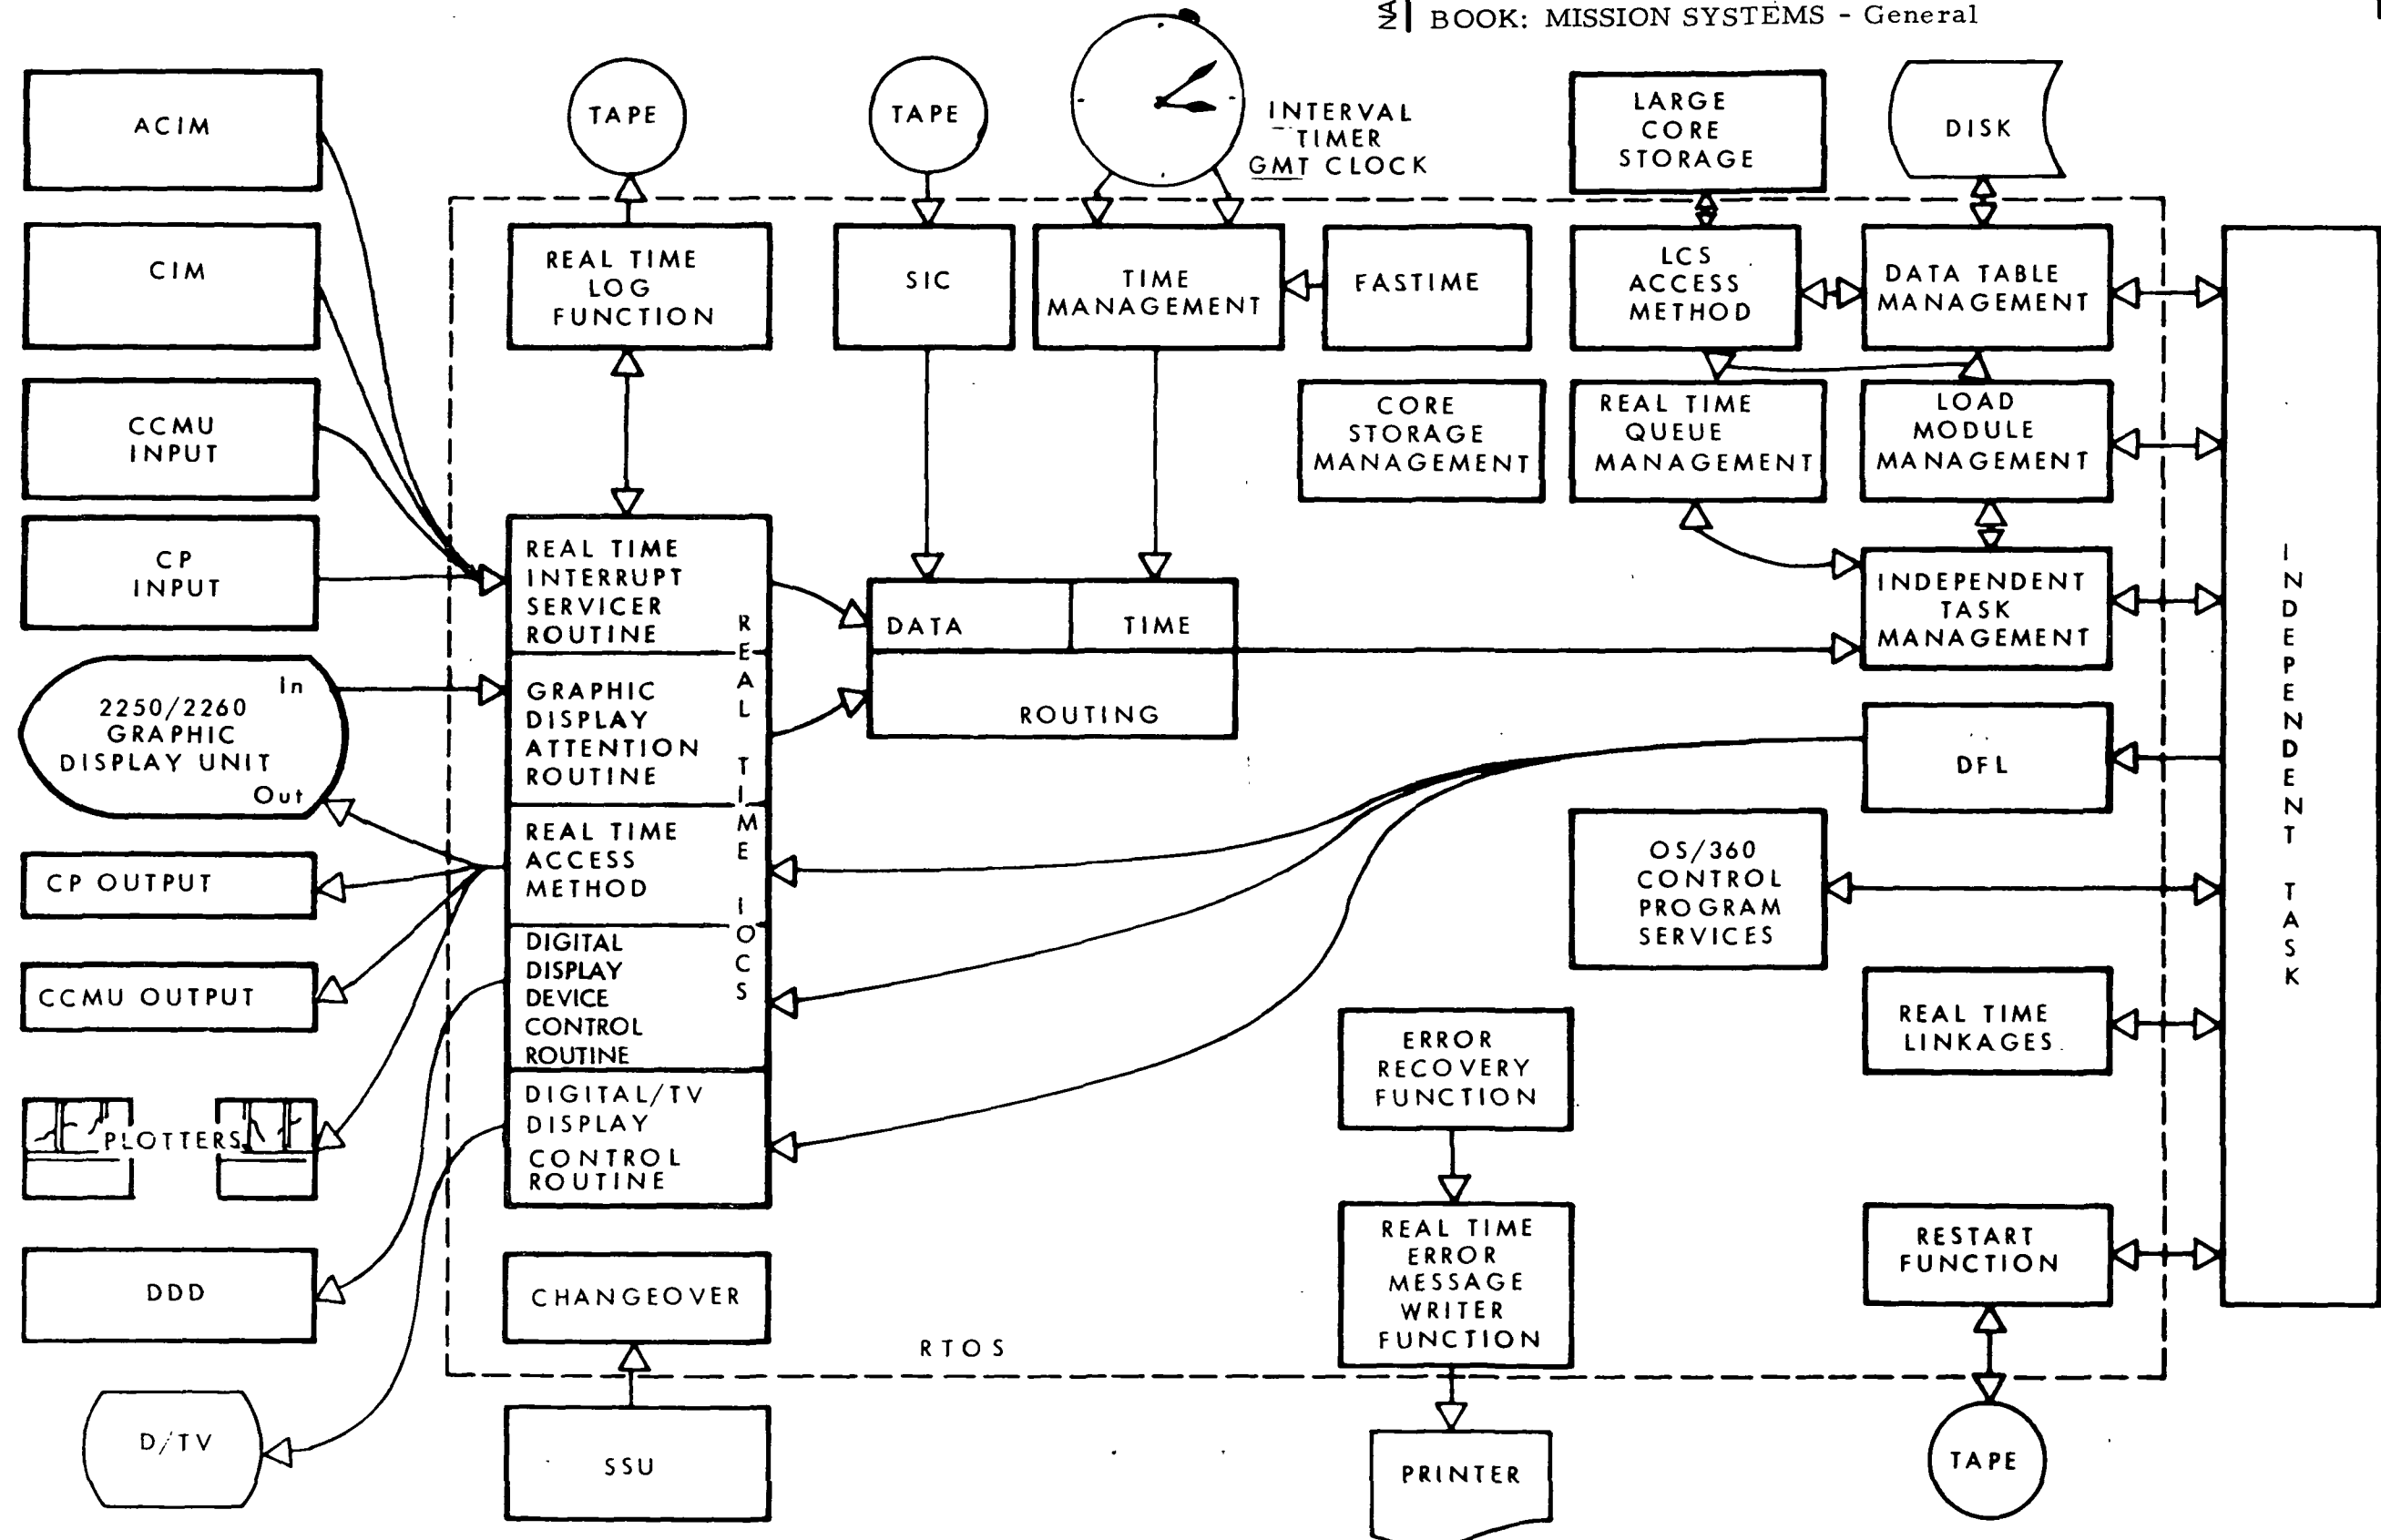 BOOK: MISSION SYSTEMS - General
ACIM
TAPE
TAPE
INTERVAL
TIMER
GMT CLOCK
LARGE
CORE
STORAGE
DISK
CIM
REAL TIME
LOG
FUNCTION
SIC
TIME
MANAGEMENT
FASTIME
LCS
ACCESS
METHOD
DATA TABLE
MANAGEMENT
CCMU
INPUT
CORE
STORAGE
MANAGEMENT
REAL TIME
QUEUE
MANAGEMENT
LOAD
MODULE
MANAGEMENT
CP
INPUT
REAL TIME
INTERRUPT
SERVICER
ROUTINE
REAL TIME IOCS
DATA
TIME
ROUTING
INDEPENDENT
TASK
MANAGEMENT
INDEPENDENT TASK
In
2250/2260
GRAPHIC
DISPLAY UNIT
Out
GRAPHIC
DISPLAY
ATTENTION
ROUTINE
DFL
REAL TIME
ACCESS
METHOD
OS/360
CONTROL
PROGRAM
SERVICES
CP OUTPUT
CCMU OUTPUT
DIGITAL
DISPLAY
DEVICE
CONTROL
ROUTINE
REAL TIME
LINKAGES
ERROR
RECOVERY
FUNCTION
PLOTTERS
DIGITAL/TV
DISPLAY
CONTROL
ROUTINE
DDD
CHANGEOVER
REAL TIME
ERROR
MESSAGE
WRITER
FUNCTION
RESTART
FUNCTION
RTOS
D/TV
SSU
PRINTER
TAPE